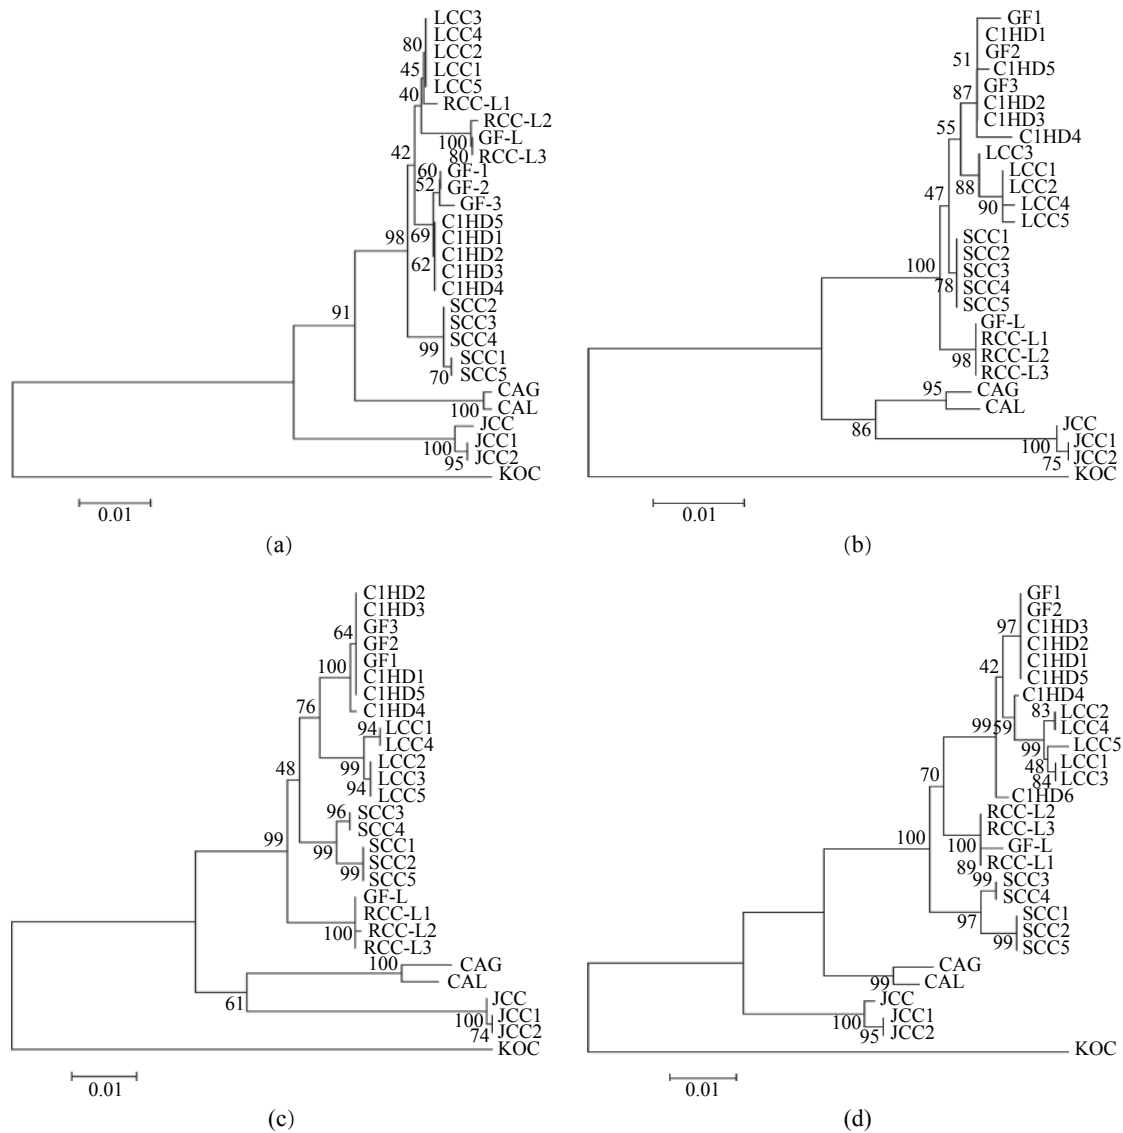 LCC3
LCC4
LCC2
LCC1
LCC5
RCC-L1
RCC-L2
GF-L
RCC-L3
GF-1
GF-2
GF-3
C1HD5
C1HD1
C1HD2
C1HD3
C1HD4
SCC2
SCC3
SCC4
SCC1
SCC5
CAG
CAL
JCC
JCC1
JCC2
KOC
80
45
40
100
80
42
60
52
98
69
62
91
99
70
100
100
95
0.01
(a)
GF1
C1HD1
GF2
C1HD5
GF3
C1HD2
C1HD3
C1HD4
LCC3
LCC1
LCC2
LCC4
LCC5
SCC1
SCC2
SCC3
SCC4
SCC5
GF-L
RCC-L1
RCC-L2
RCC-L3
CAG
CAL
JCC
JCC1
JCC2
KOC
51
87
55
88
47
90
100
78
98
95
86
100
75
0.01
(b)
C1HD2
C1HD3
GF3
GF2
GF1
C1HD1
C1HD5
C1HD4
LCC1
LCC4
LCC2
LCC3
LCC5
SCC3
SCC4
SCC1
SCC2
SCC5
GF-L
RCC-L1
RCC-L2
RCC-L3
CAG
CAL
JCC
JCC1
JCC2
KOC
64
100
76
94
99
48
94
96
99
99
99
100
100
61
100
74
0.01
(c)
GF1
GF2
C1HD3
C1HD2
C1HD1
C1HD5
C1HD4
LCC2
LCC4
LCC5
LCC1
LCC3
C1HD6
RCC-L2
RCC-L3
GF-L
RCC-L1
SCC3
SCC4
SCC1
SCC2
SCC5
CAG
CAL
JCC
JCC1
JCC2
KOC
97
42
83
99
59
99
48
84
70
100
100
89
99
97
99
99
100
95
0.01
(d)